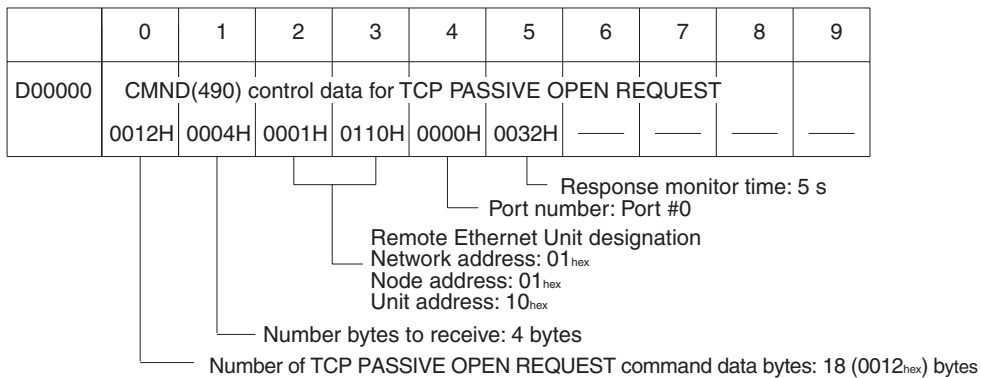 0 1 2 3 4 5 6 7 8 9
D00000 CMND(490) control data for TCP PASSIVE OPEN REQUEST
0012H 0004H 0001H 0110H 0000H 0032H
Response monitor time: 5 s
Port number: Port #0
Remote Ethernet Unit designation
Network address: 01hex
Node address: 01hex
Unit address: 10hex
Number bytes to receive: 4 bytes
Number of TCP PASSIVE OPEN REQUEST command data bytes: 18 (0012hex) bytes